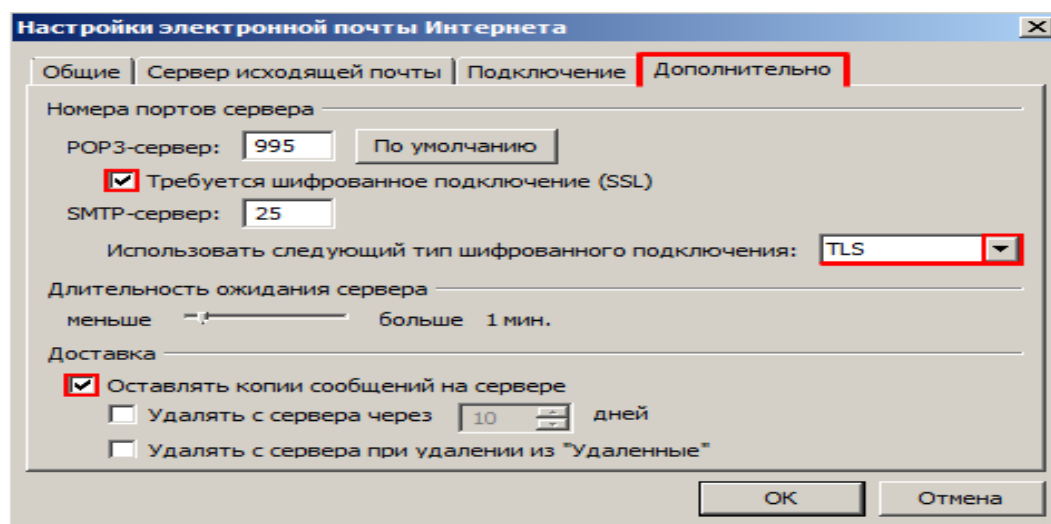 Настройки электронной почты Интернета
Общие Сервер исходящей почты Подключение Дополнительно
Номера портов сервера
POP3-сервер: 995 По умолчанию
Требуется шифрованное подключение (SSL)
SMTP-сервер: 25
Использовать следующий тип шифрованного подключения: TLS
Длительность ожидания сервера
меньше больше 1 мин.
Доставка
Оставлять копии сообщений на сервере
Удалять с сервера через 10 дней
Удалять с сервера при удалении из "Удаленные"
OK Отмена